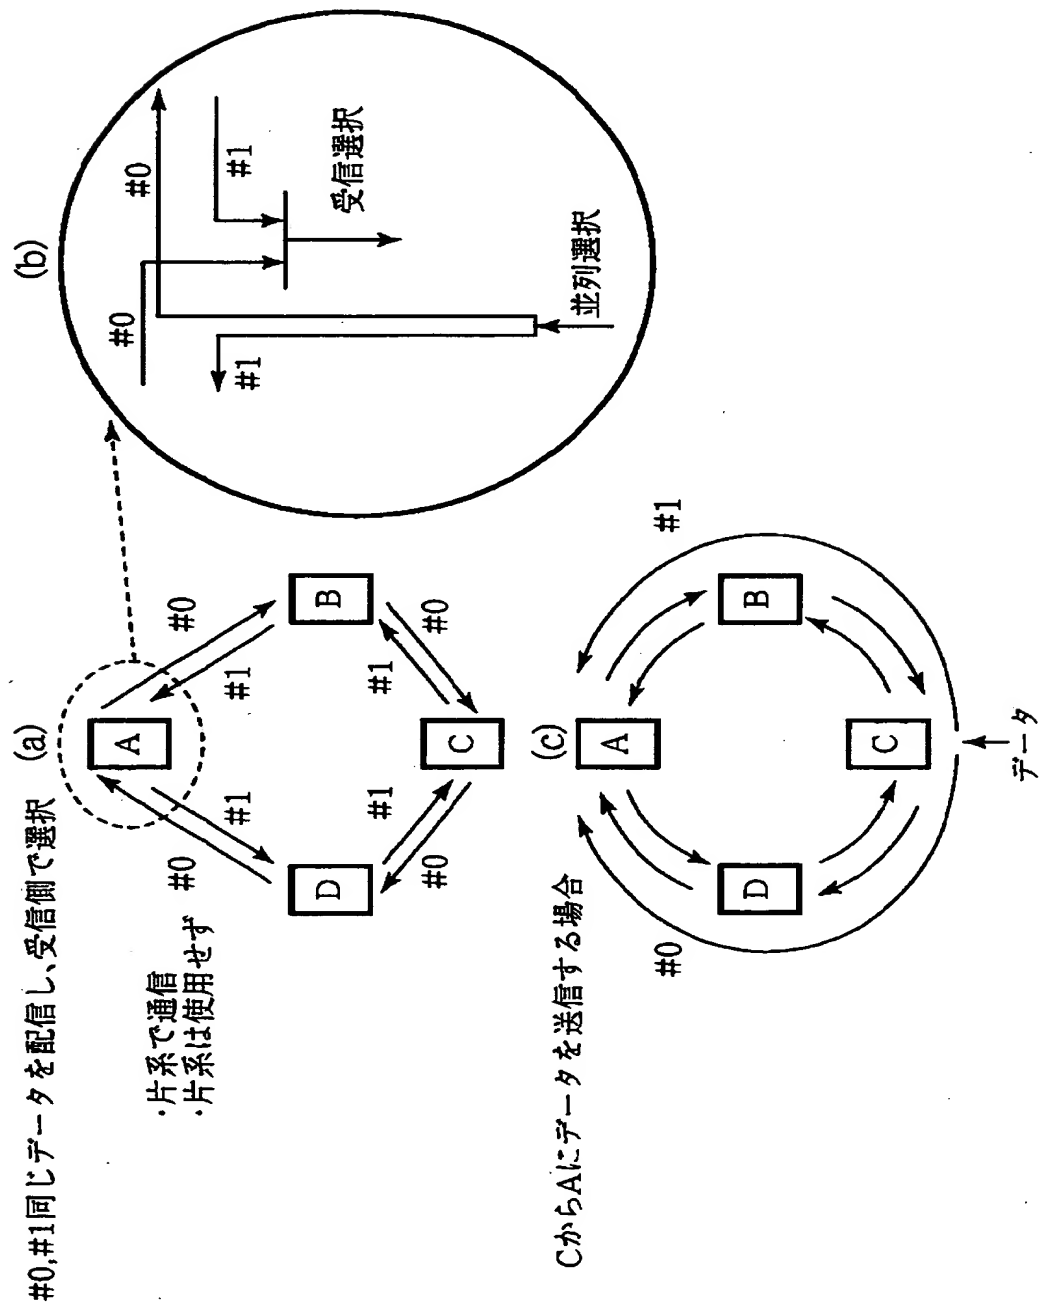 #0,#1同じデータを配信し、受信側で選択
・片系で通信
・片系は使用せず
(a)
A
#0
#0
#1
#1
D
B
#1
#1
#0
#0
C
(b)
#0
#0
#1
#1
受信選択
並列選択
CからAにデータを送信する場合
(c)
A
#0
#1
D
B
C
データ